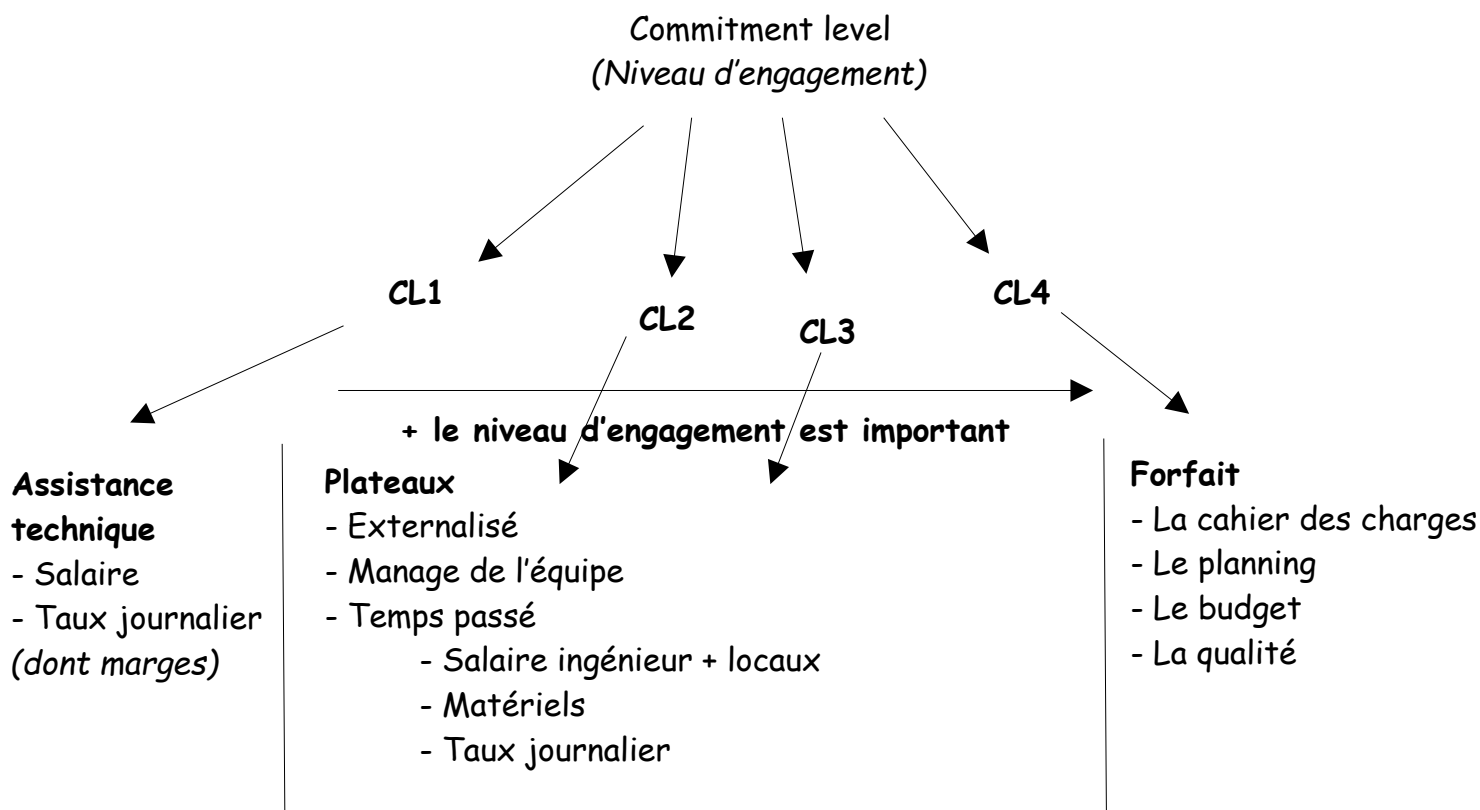 Commitment level
(Niveau d'engagement)
CL1
CL2
CL3
CL4
+ le niveau d'engagement est important
Assistance
technique
- Salaire
- Taux journalier
(dont marges)
Plateaux
- Externalisé
- Manage de l'équipe
- Temps passé
- Salaire ingénieur + locaux
- Matériels
- Taux journalier
Forfait
- La cahier des charges
- Le planning
- Le budget
- La qualité